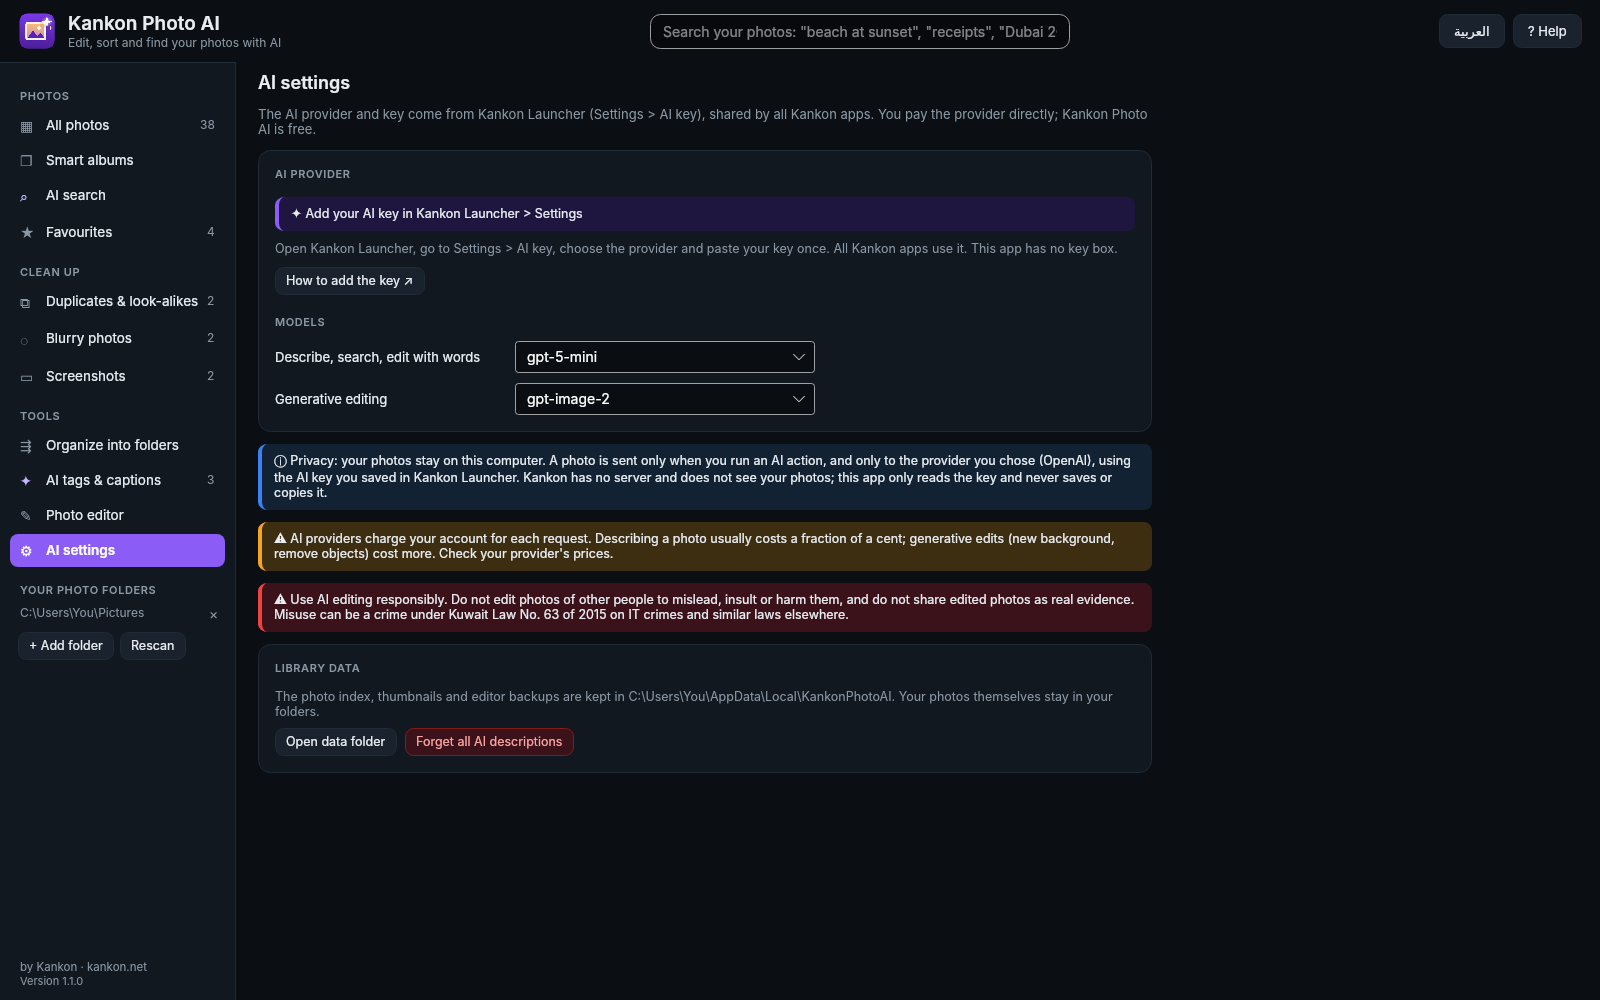 Kankon Photo AI
Edit, sort and find your photos with AI
Search your photos: "beach at sunset", "receipts", "Dubai 2
العربية
? Help
PHOTOS
All photos 38
Smart albums
AI search
Favourites 4
CLEAN UP
Duplicates & look-alikes 2
Blurry photos 2
Screenshots 2
TOOLS
Organize into folders
AI tags & captions 3
Photo editor
AI settings
YOUR PHOTO FOLDERS
C:\Users\You\Pictures ×
+ Add folder Rescan
by Kankon · kankon.net
Version 1.1.0
AI settings
The AI provider and key come from Kankon Launcher (Settings > AI key), shared by all Kankon apps. You pay the provider directly; Kankon Photo
AI is free.
AI PROVIDER
✦ Add your AI key in Kankon Launcher > Settings
Open Kankon Launcher, go to Settings > AI key, choose the provider and paste your key once. All Kankon apps use it. This app has no key box.
How to add the key ↗
MODELS
Describe, search, edit with words gpt-5-mini
Generative editing gpt-image-2
ⓘ Privacy: your photos stay on this computer. A photo is sent only when you run an AI action, and only to the provider you chose (OpenAI), using
the AI key you saved in Kankon Launcher. Kankon has no server and does not see your photos; this app only reads the key and never saves or
copies it.
⚠ AI providers charge your account for each request. Describing a photo usually costs a fraction of a cent; generative edits (new background,
remove objects) cost more. Check your provider's prices.
⚠ Use AI editing responsibly. Do not edit photos of other people to mislead, insult or harm them, and do not share edited photos as real evidence.
Misuse can be a crime under Kuwait Law No. 63 of 2015 on IT crimes and similar laws elsewhere.
LIBRARY DATA
The photo index, thumbnails and editor backups are kept in C:\Users\You\AppData\Local\KankonPhotoAI. Your photos themselves stay in your
folders.
Open data folder Forget all AI descriptions